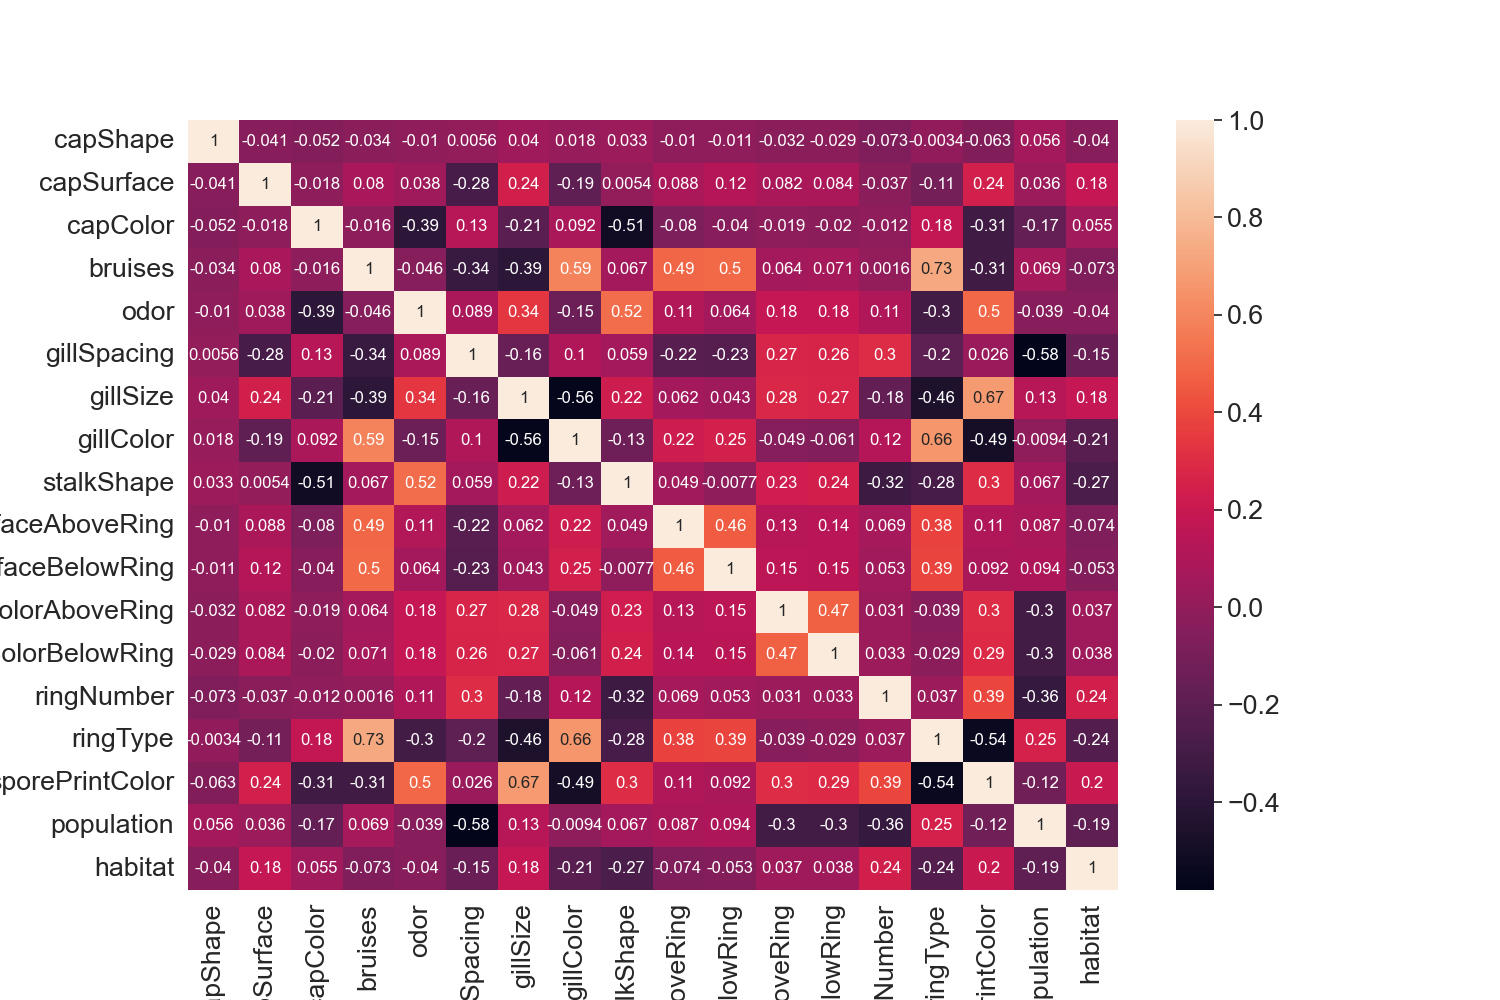 capShape 1 -0.041 -0.052 -0.034 -0.01 0.0056 0.04 0.018 0.033 -0.01 -0.011 -0.032 -0.029 -0.073 -0.0034 -0.063 0.056 -0.04 1.0
capSurface -0.041 1 -0.018 0.08 0.038 -0.28 0.24 -0.19 0.0054 0.088 0.12 0.082 0.084 -0.037 -0.11 0.24 0.036 0.18
capColor -0.052 -0.018 1 -0.016 -0.39 0.13 -0.21 0.092 -0.51 -0.08 -0.04 -0.019 -0.02 -0.012 0.18 -0.31 -0.17 0.055 0.8
bruises -0.034 0.08 -0.016 1 -0.046 -0.34 -0.39 0.59 0.067 0.49 0.5 0.064 0.071 0.0016 0.73 -0.31 0.069 -0.073
odor -0.01 0.038 -0.39 -0.046 1 0.089 0.34 -0.15 0.52 0.11 0.064 0.18 0.18 0.11 -0.3 0.5 -0.039 -0.04 0.6
gillSpacing 0.0056 -0.28 0.13 -0.34 0.089 1 -0.16 0.1 0.059 -0.22 -0.23 0.27 0.26 0.3 -0.2 0.026 -0.58 -0.15
gillSize 0.04 0.24 -0.21 -0.39 0.34 -0.16 1 -0.56 0.22 0.062 0.043 0.28 0.27 -0.18 -0.46 0.67 0.13 0.18 0.4
gillColor 0.018 -0.19 0.092 0.59 -0.15 0.1 -0.56 1 -0.13 0.22 0.25 -0.049 -0.061 0.12 0.66 -0.49 -0.0094 -0.21
stalkShape 0.033 0.0054 -0.51 0.067 0.52 0.059 0.22 -0.13 1 0.049 -0.0077 0.23 0.24 -0.32 -0.28 0.3 0.067 -0.27
faceAboveRing -0.01 0.088 -0.08 0.49 0.11 -0.22 0.062 0.22 0.049 1 0.46 0.13 0.14 0.069 0.38 0.11 0.087 -0.074 0.2
faceBelowRing -0.011 0.12 -0.04 0.5 0.064 -0.23 0.043 0.25 -0.0077 0.46 1 0.15 0.15 0.053 0.39 0.092 0.094 -0.053
olorAboveRing -0.032 0.082 -0.019 0.064 0.18 0.27 0.28 -0.049 0.23 0.13 0.15 1 0.47 0.031 -0.039 0.3 -0.3 0.037 0.0
olorBelowRing -0.029 0.084 -0.02 0.071 0.18 0.26 0.27 -0.061 0.24 0.14 0.15 0.47 1 0.033 -0.029 0.29 -0.3 0.038
ringNumber -0.073 -0.037 -0.012 0.0016 0.11 0.3 -0.18 0.12 -0.32 0.069 0.053 0.031 0.033 1 0.037 0.39 -0.36 0.24 −0.2
ringType -0.0034 -0.11 0.18 0.73 -0.3 -0.2 -0.46 0.66 -0.28 0.38 0.39 -0.039 -0.029 0.037 1 -0.54 0.25 -0.24
sporePrintColor -0.063 0.24 -0.31 -0.31 0.5 0.026 0.67 -0.49 0.3 0.11 0.092 0.3 0.29 0.39 -0.54 1 -0.12 0.2 −0.4
population 0.056 0.036 -0.17 0.069 -0.039 -0.58 0.13 -0.0094 0.067 0.087 0.094 -0.3 -0.3 -0.36 0.25 -0.12 1 -0.19
habitat -0.04 0.18 0.055 -0.073 -0.04 -0.15 0.18 -0.21 -0.27 -0.074 -0.053 0.037 0.038 0.24 -0.24 0.2 -0.19 1
apShape
Surface
capColor
bruises
odor
Spacing
gillSize
gillColor
lkShape
oveRing
lowRing
oveRing
lowRing
Number
ingType
rintColor
pulation
habitat